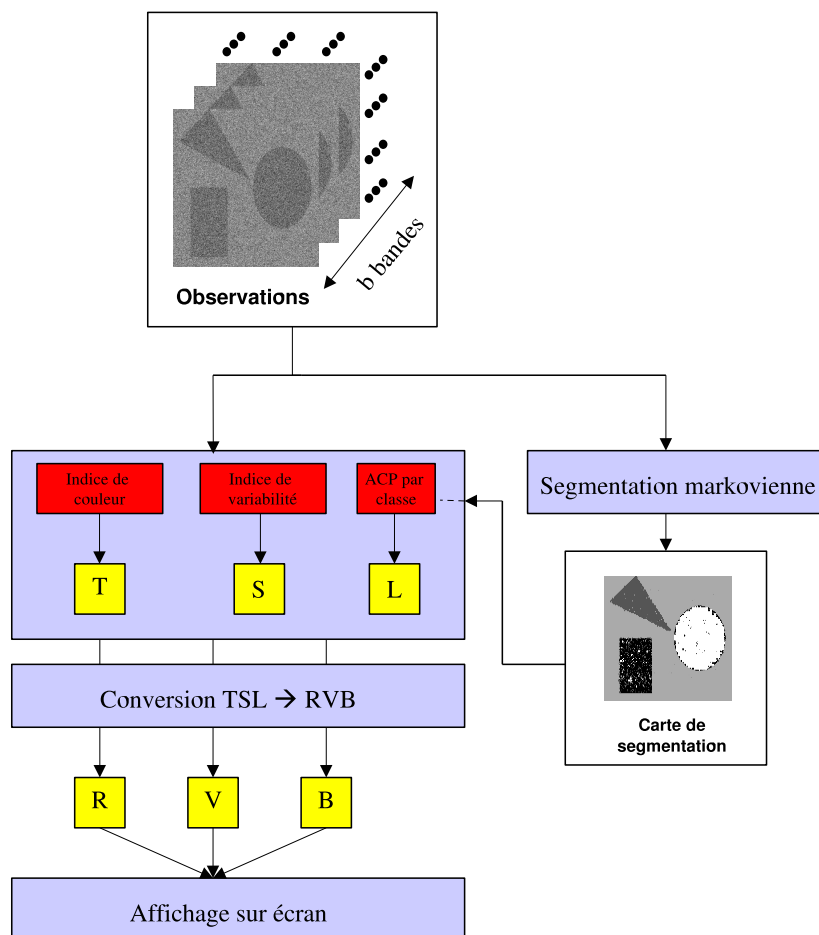 b bandes
Observations
Indice de
couleur
Indice de
variabilité
ACP par
classe
Segmentation markovienne
T
S
L
Conversion TSL → RVB
Carte de
segmentation
R
V
B
Affichage sur écran